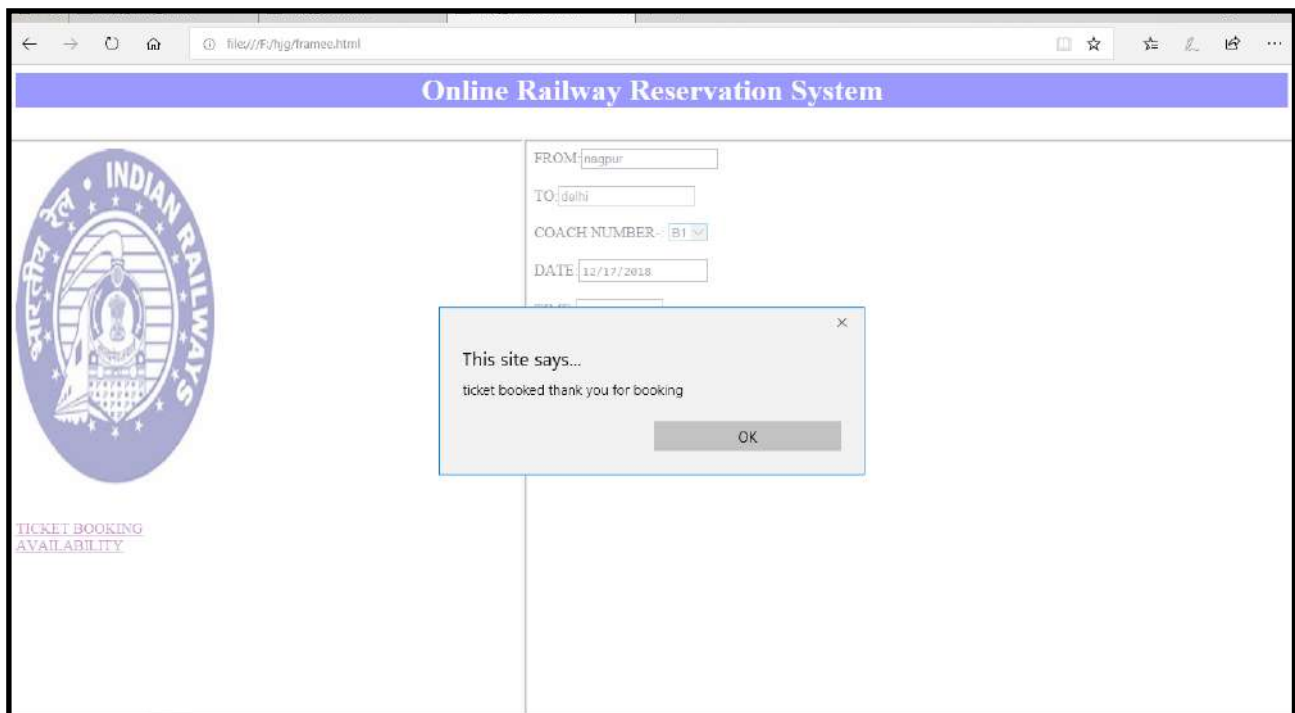 file:///F:/hjg/framee.html
Online Railway Reservation System
भारतीय रेल • INDIAN RAILWAYS
FROM: nagpur
TO: delhi
COACH NUMBER- B1
DATE: 12/17/2018
This site says...
ticket booked thank you for booking
OK
TICKET BOOKING
AVAILABILITY